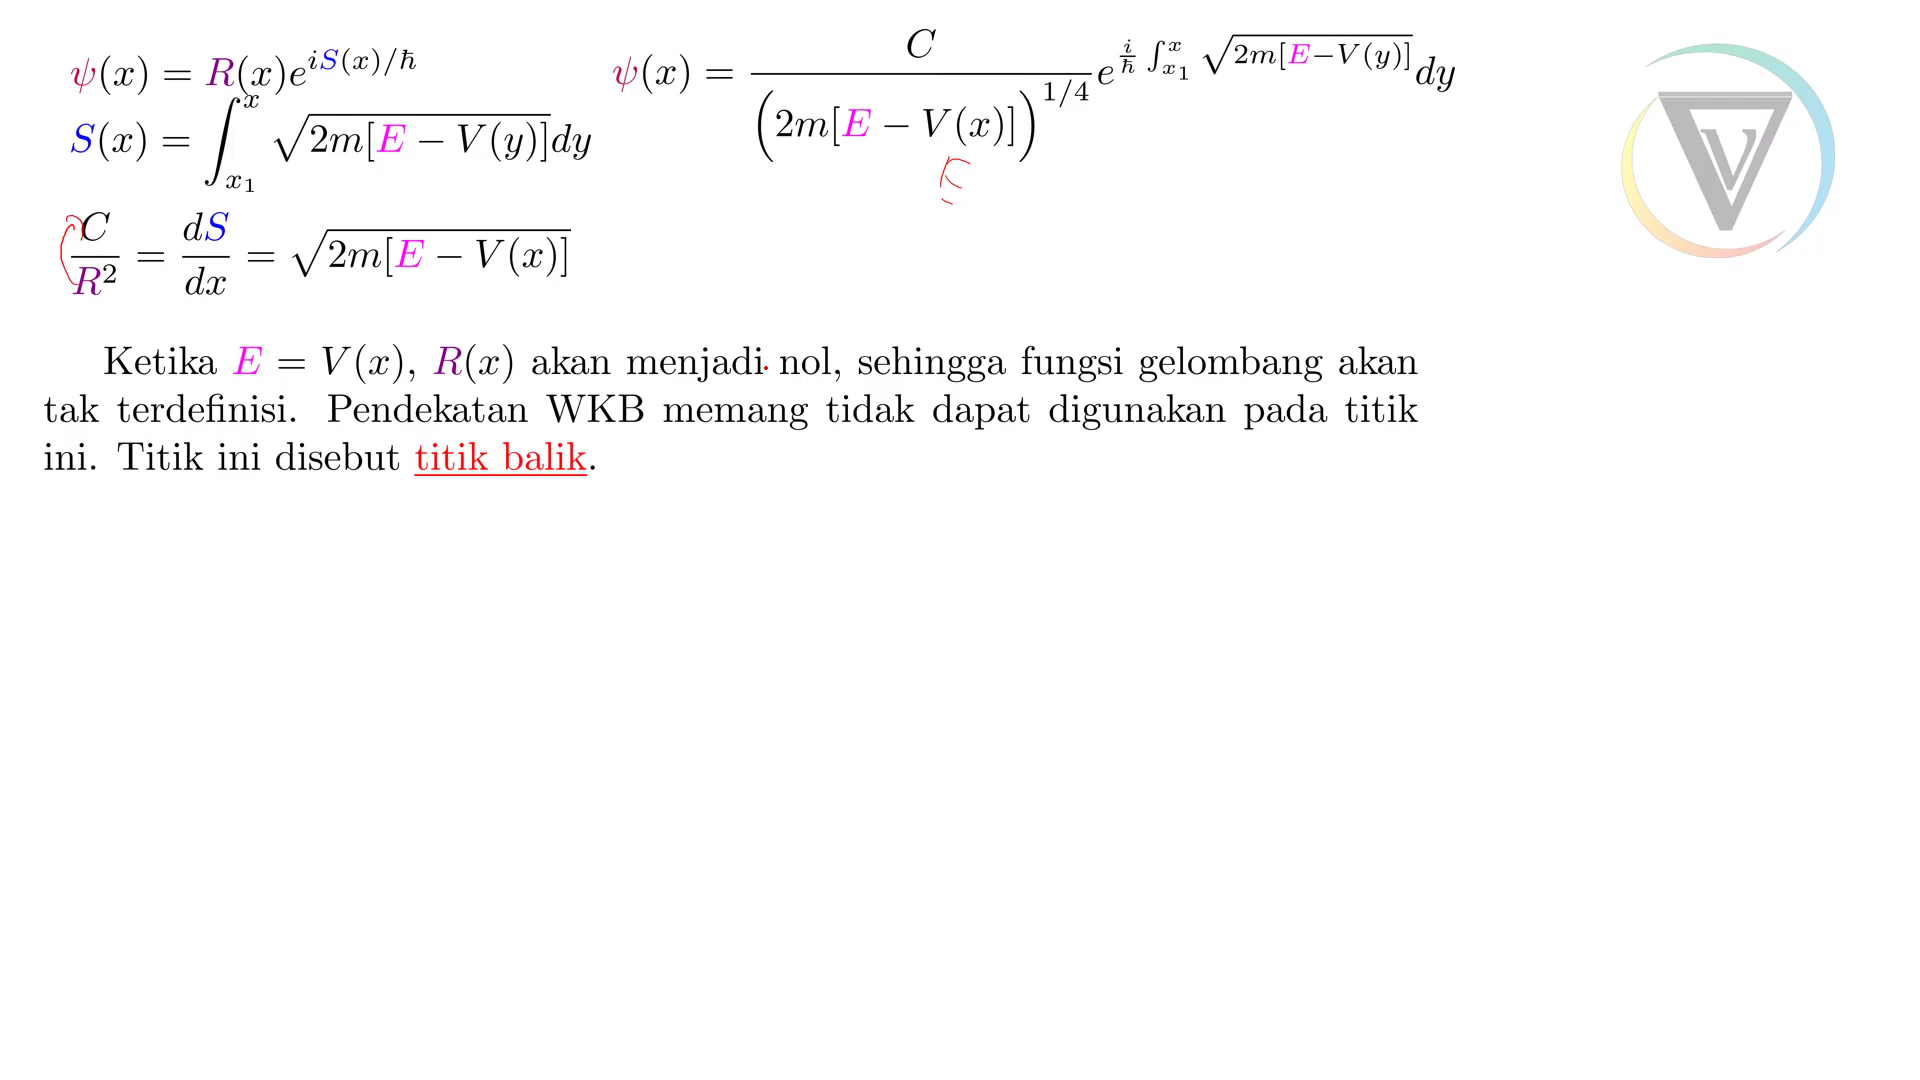 ψ(x) = R(x)e^{iS(x)/ħ}
S(x) = ∫_{x_1}^{x} √(2m[E − V(y)])dy
C/R² = dS/dx = √(2m[E − V(x)])
ψ(x) = C/(2m[E − V(x)])^{1/4} e^{i/ħ ∫_{x_1}^{x} √(2m[E−V(y)])}dy
Ketika E = V(x), R(x) akan menjadi nol, sehingga fungsi gelombang akan
tak terdefinisi. Pendekatan WKB memang tidak dapat digunakan pada titik
ini. Titik ini disebut titik balik.